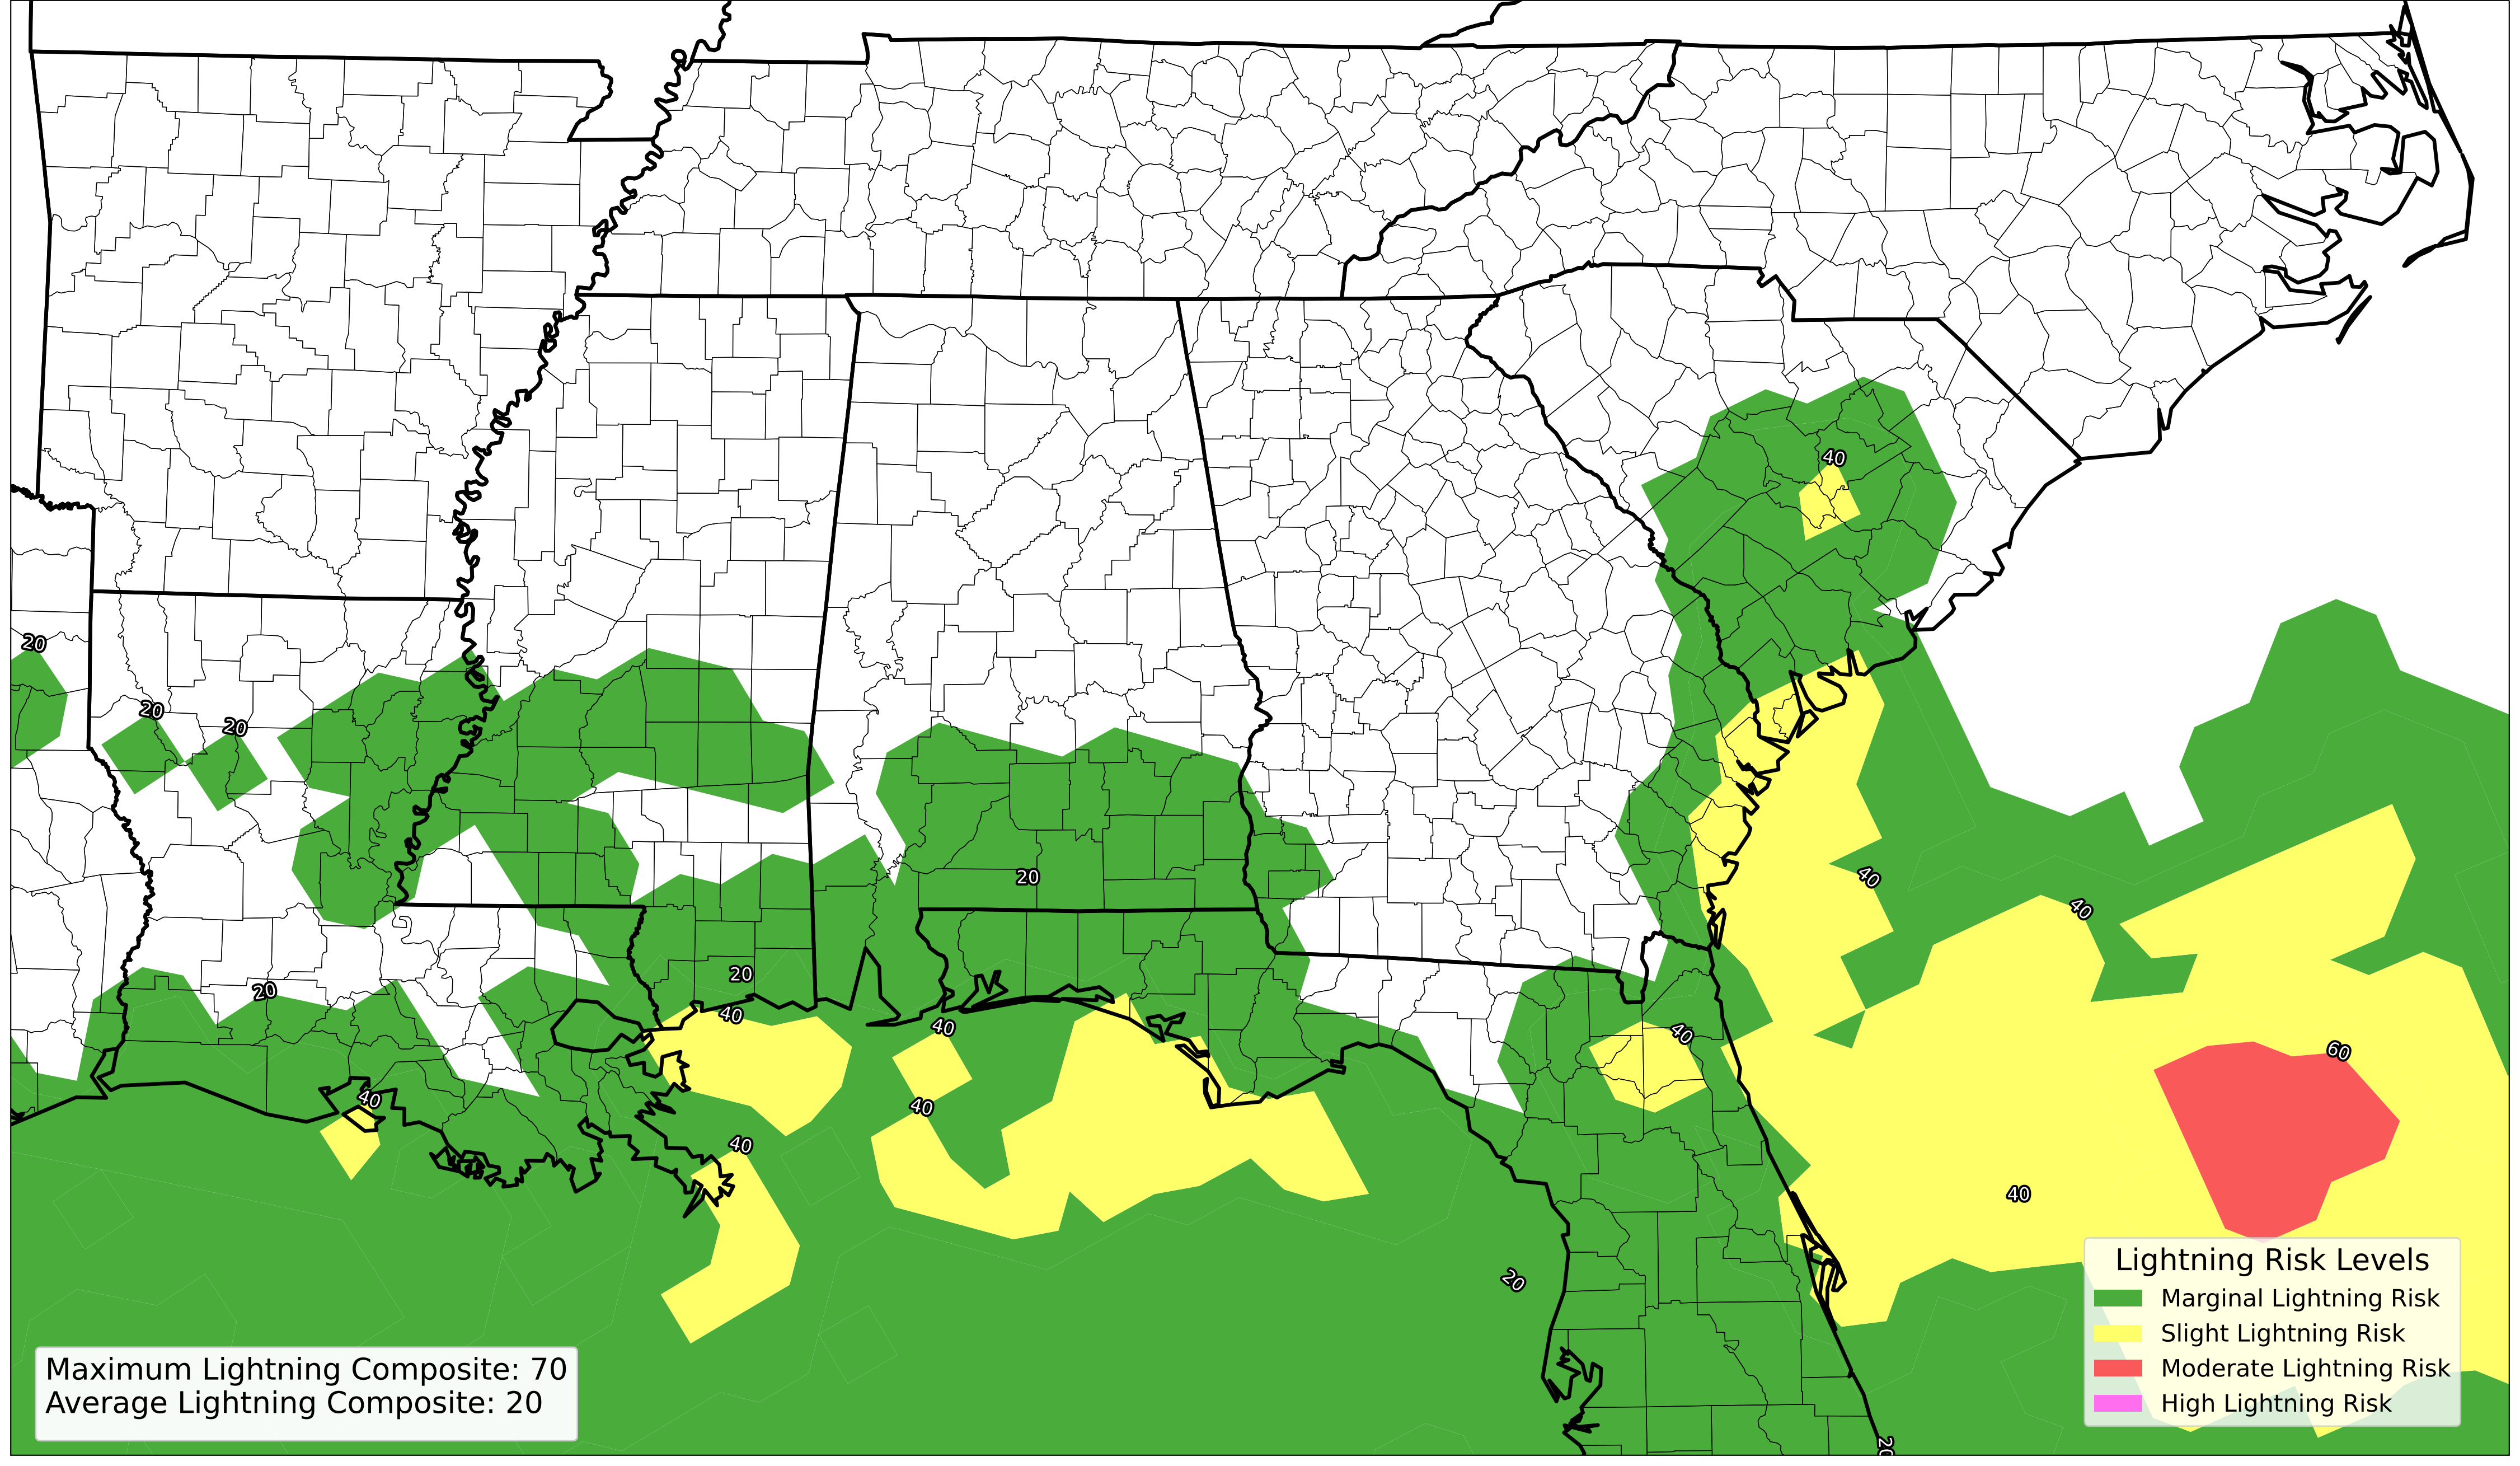 40
20
20
20
40
20
40
20
20
40
40
40
60
40
40
40
40
20
Lightning Risk Levels
Marginal Lightning Risk
Slight Lightning Risk
Moderate Lightning Risk
High Lightning Risk
Maximum Lightning Composite: 70
Average Lightning Composite: 20
20